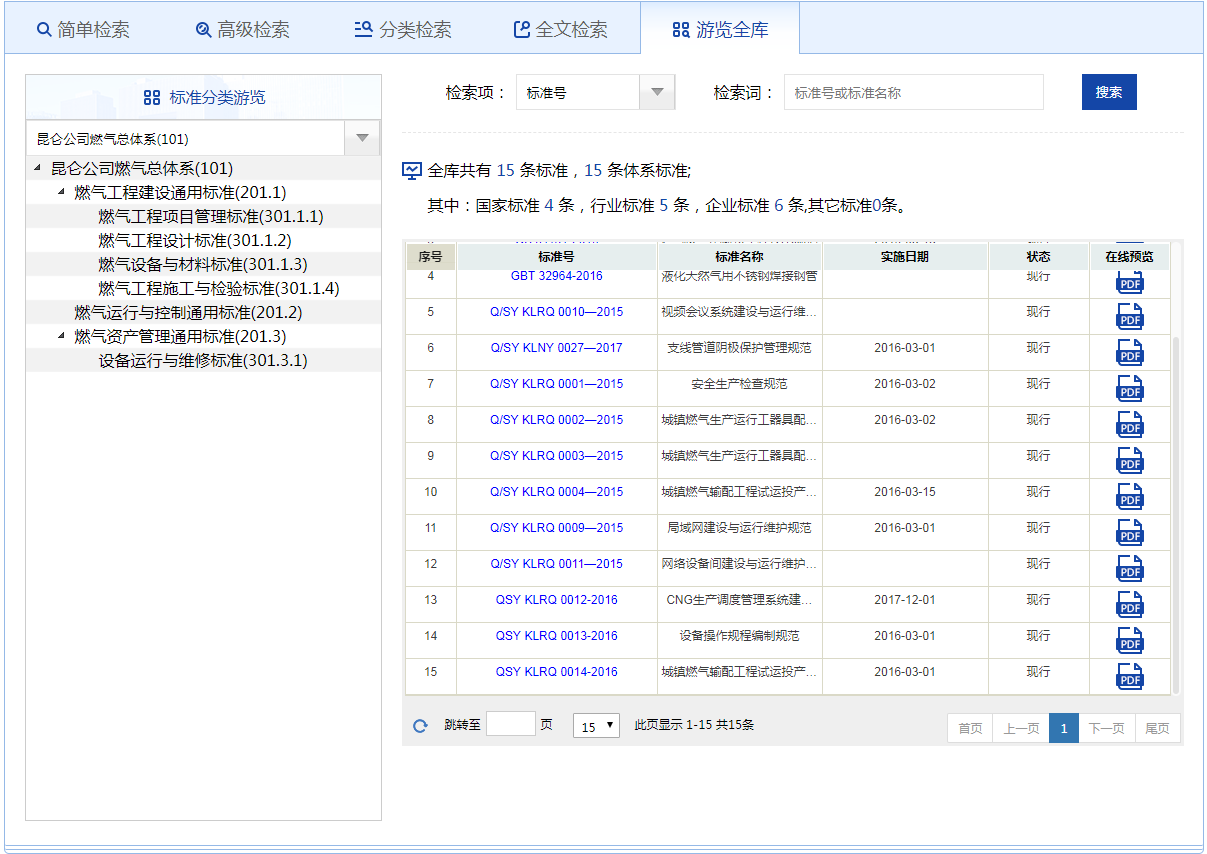 简单检索 高级检索 分类检索 全文检索 游览全库
标准分类游览
昆仑公司燃气总体系(101)
昆仑公司燃气总体系(101)
燃气工程建设通用标准(201.1)
燃气工程项目管理标准(301.1.1)
燃气工程设计标准(301.1.2)
燃气设备与材料标准(301.1.3)
燃气工程施工与检验标准(301.1.4)
燃气运行与控制通用标准(201.2)
燃气资产管理通用标准(201.3)
设备运行与维修标准(301.3.1)
检索项： 标准号 检索词： 标准号或标准名称 搜索
全库共有 15 条标准，15 条体系标准;
其中：国家标准 4 条，行业标准 5 条，企业标准 6 条,其它标准0条。
序号 标准号 标准名称 实施日期 状态 在线预览
4 GBT 32964-2016 液化天然气用不锈钢焊接钢管 现行 PDF
5 Q/SY KLRQ 0010—2015 视频会议系统建设与运行维... 现行 PDF
6 Q/SY KLNY 0027—2017 支线管道阴极保护管理规范 2016-03-01 现行 PDF
7 Q/SY KLRQ 0001—2015 安全生产检查规范 2016-03-02 现行 PDF
8 Q/SY KLRQ 0002—2015 城镇燃气生产运行工器具配... 2016-03-02 现行 PDF
9 Q/SY KLRQ 0003—2015 城镇燃气生产运行工器具配... 现行 PDF
10 Q/SY KLRQ 0004—2015 城镇燃气输配工程试运投产... 2016-03-15 现行 PDF
11 Q/SY KLRQ 0009—2015 局域网建设与运行维护规范 2016-03-01 现行 PDF
12 Q/SY KLRQ 0011—2015 网络设备间建设与运行维护... 现行 PDF
13 QSY KLRQ 0012-2016 CNG生产调度管理系统建... 2017-12-01 现行 PDF
14 QSY KLRQ 0013-2016 设备操作规程编制规范 2016-03-01 现行 PDF
15 QSY KLRQ 0014-2016 城镇燃气输配工程试运投产... 2016-03-01 现行 PDF
跳转至 页 15 此页显示 1-15 共15条 首页 上一页 1 下一页 尾页